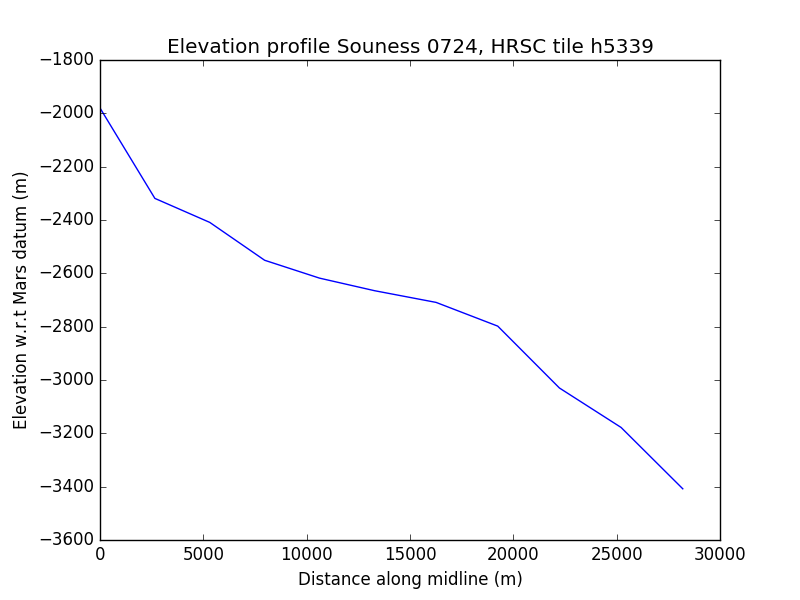 Elevation profile Souness 0724, HRSC tile h5339
−1800
−2000
−2200
−2400
−2600
−2800
−3000
−3200
−3400
−3600
Elevation w.r.t Mars datum (m)
0 5000 10000 15000 20000 25000 30000
Distance along midline (m)